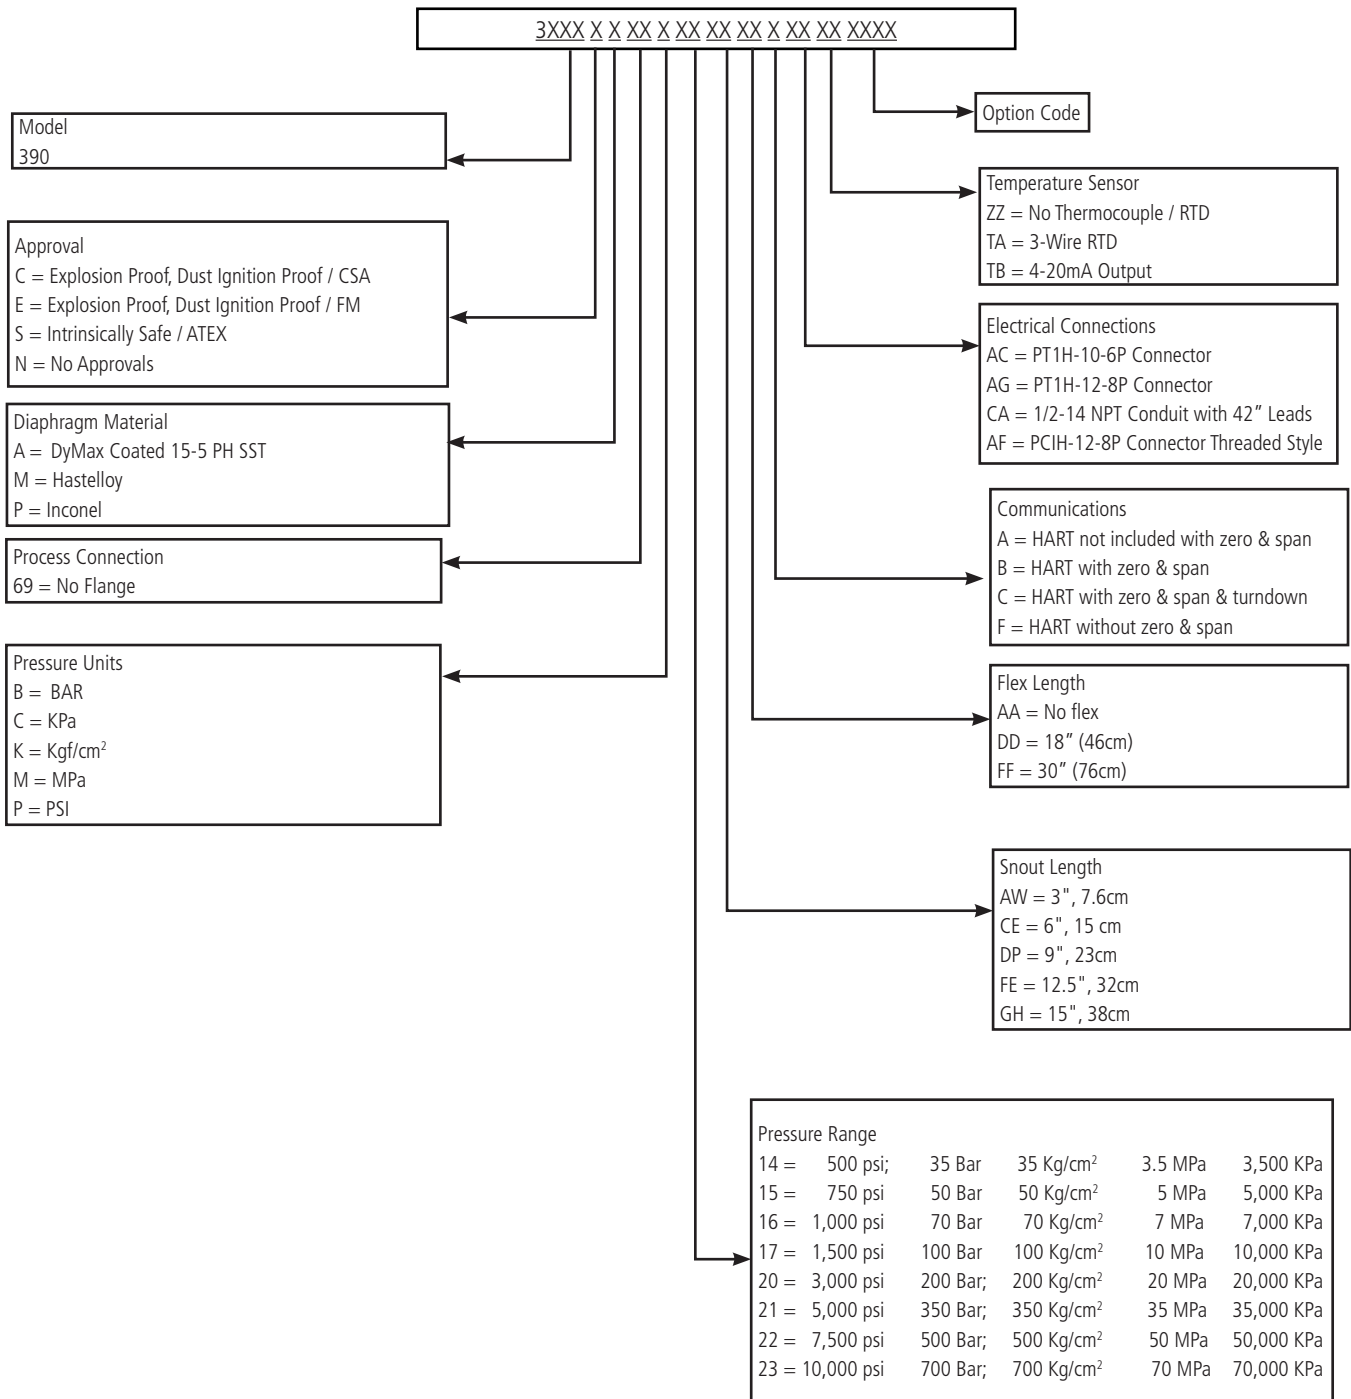 3XXX X X XX X XX XX XX X XX XX XXXX
Model
390
Approval
C = Explosion Proof, Dust Ignition Proof / CSA
E = Explosion Proof, Dust Ignition Proof / FM
S = Intrinsically Safe / ATEX
N = No Approvals
Diaphragm Material
A = DyMax Coated 15-5 PH SST
M = Hastelloy
P = Inconel
Process Connection
69 = No Flange
Pressure Units
B = BAR
C = KPa
K = Kgf/cm²
M = MPa
P = PSI
Option Code
Temperature Sensor
ZZ = No Thermocouple / RTD
TA = 3-Wire RTD
TB = 4-20mA Output
Electrical Connections
AC = PT1H-10-6P Connector
AG = PT1H-12-8P Connector
CA = 1/2-14 NPT Conduit with 42” Leads
AF = PCIH-12-8P Connector Threaded Style
Communications
A = HART not included with zero & span
B = HART with zero & span
C = HART with zero & span & turndown
F = HART without zero & span
Flex Length
AA = No flex
DD = 18” (46cm)
FF = 30” (76cm)
Snout Length
AW = 3", 7.6cm
CE = 6", 15 cm
DP = 9", 23cm
FE = 12.5", 32cm
GH = 15", 38cm
Pressure Range
14 = 500 psi; 35 Bar 35 Kg/cm² 3.5 MPa 3,500 KPa
15 = 750 psi 50 Bar 50 Kg/cm² 5 MPa 5,000 KPa
16 = 1,000 psi 70 Bar 70 Kg/cm² 7 MPa 7,000 KPa
17 = 1,500 psi 100 Bar 100 Kg/cm² 10 MPa 10,000 KPa
20 = 3,000 psi 200 Bar; 200 Kg/cm² 20 MPa 20,000 KPa
21 = 5,000 psi 350 Bar; 350 Kg/cm² 35 MPa 35,000 KPa
22 = 7,500 psi 500 Bar; 500 Kg/cm² 50 MPa 50,000 KPa
23 = 10,000 psi 700 Bar; 700 Kg/cm² 70 MPa 70,000 KPa